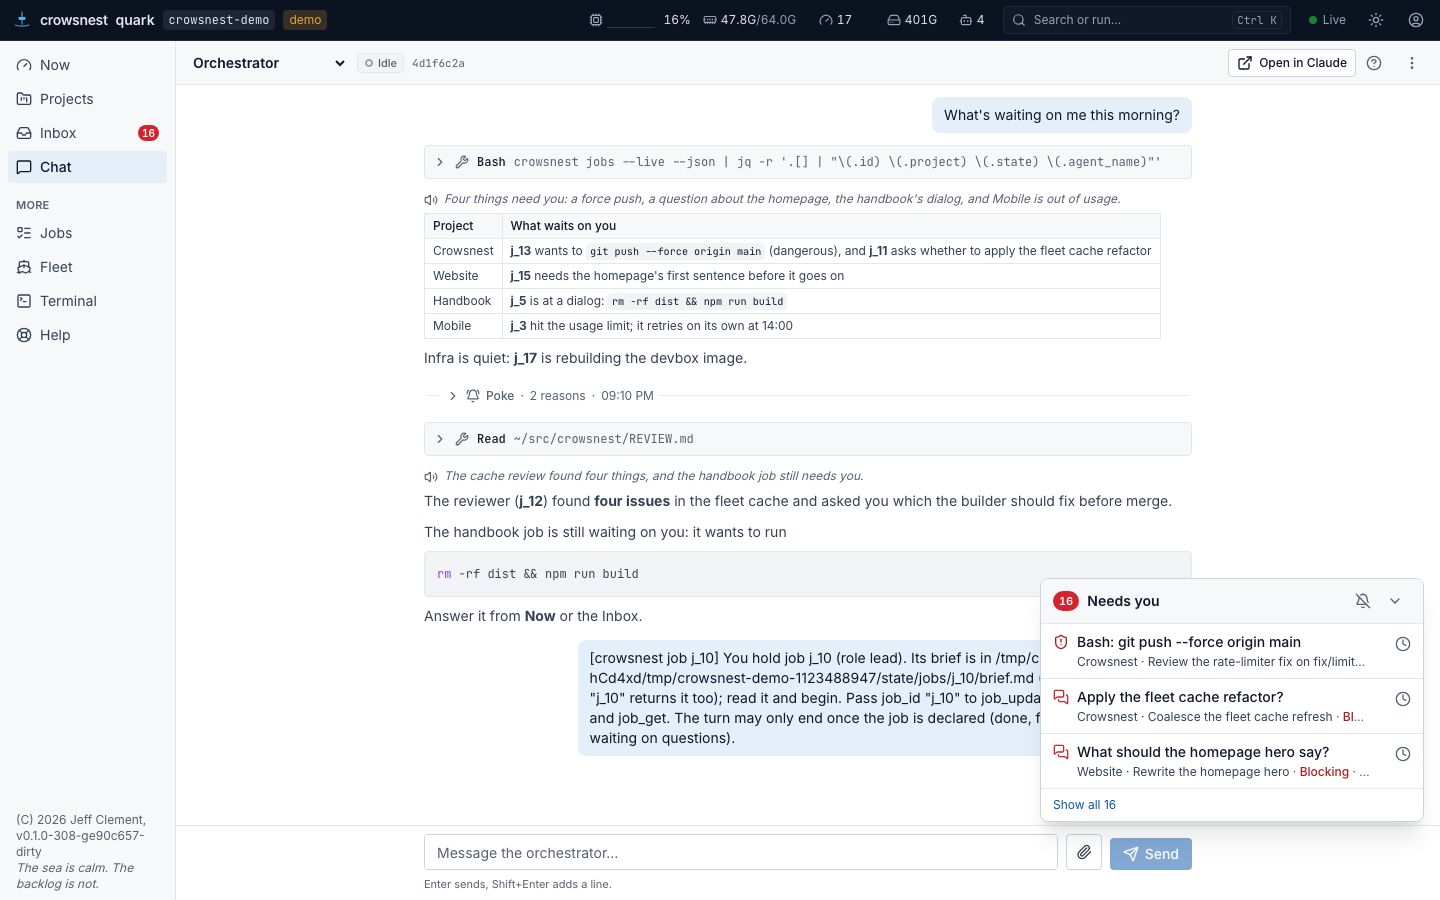 crowsnest quark crowsnest-demo demo 16% 47.8G/64.0G 17 401G 4 Search or run... Ctrl K Live
Now
Projects
Inbox 16
Chat
MORE
Jobs
Fleet
Terminal
Help
(C) 2026 Jeff Clement,
v0.1.0-308-ge90c657-
dirty
The sea is calm. The
backlog is not.
Orchestrator Idle 4d1f6c2a Open in Claude
What's waiting on me this morning?
Bash crowsnest jobs --live --json | jq -r '.[] | "\(.id) \(.project) \(.state) \(.agent_name)"'
Four things need you: a force push, a question about the homepage, the handbook's dialog, and Mobile is out of usage.
Project What waits on you
Crowsnest j_13 wants to git push --force origin main (dangerous), and j_11 asks whether to apply the fleet cache refactor
Website j_15 needs the homepage's first sentence before it goes on
Handbook j_5 is at a dialog: rm -rf dist && npm run build
Mobile j_3 hit the usage limit; it retries on its own at 14:00
Infra is quiet: j_17 is rebuilding the devbox image.
Poke · 2 reasons · 09:10 PM
Read ~/src/crowsnest/REVIEW.md
The cache review found four things, and the handbook job still needs you.
The reviewer (j_12) found four issues in the fleet cache and asked you which the builder should fix before merge.
The handbook job is still waiting on you: it wants to run
rm -rf dist && npm run build
Answer it from Now or the Inbox.
[crowsnest job j_10] You hold job j_10 (role lead). Its brief is in /tmp/c
hCd4xd/tmp/crowsnest-demo-1123488947/state/jobs/j_10/brief.md
"j_10" returns it too); read it and begin. Pass job_id "j_10" to job_upda
and job_get. The turn may only end once the job is declared (done, f
waiting on questions).
16 Needs you
Bash: git push --force origin main
Crowsnest · Review the rate-limiter fix on fix/limit...
Apply the fleet cache refactor?
Crowsnest · Coalesce the fleet cache refresh · Bl...
What should the homepage hero say?
Website · Rewrite the homepage hero · Blocking · ...
Show all 16
Message the orchestrator... Send
Enter sends, Shift+Enter adds a line.